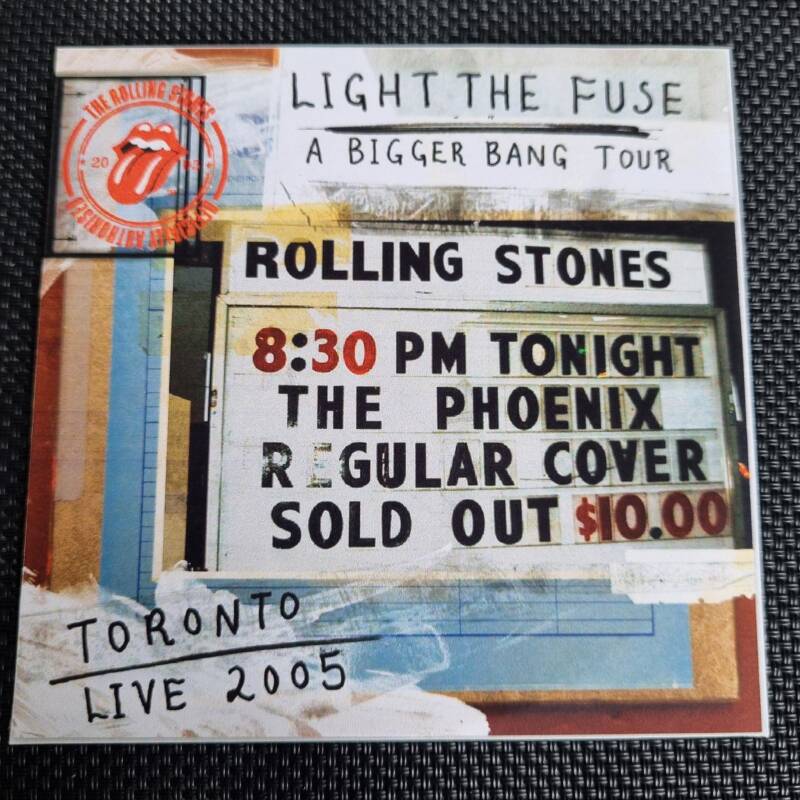 LIGHT THE FUSE
A BIGGER BANG TOUR
THE ROLLING STONES
20
ROLLING STONES
8:30 PM TONIGHT
THE PHOENIX
REGULAR COVER
SOLD OUT $10.00
TORONTO
LIVE 2005